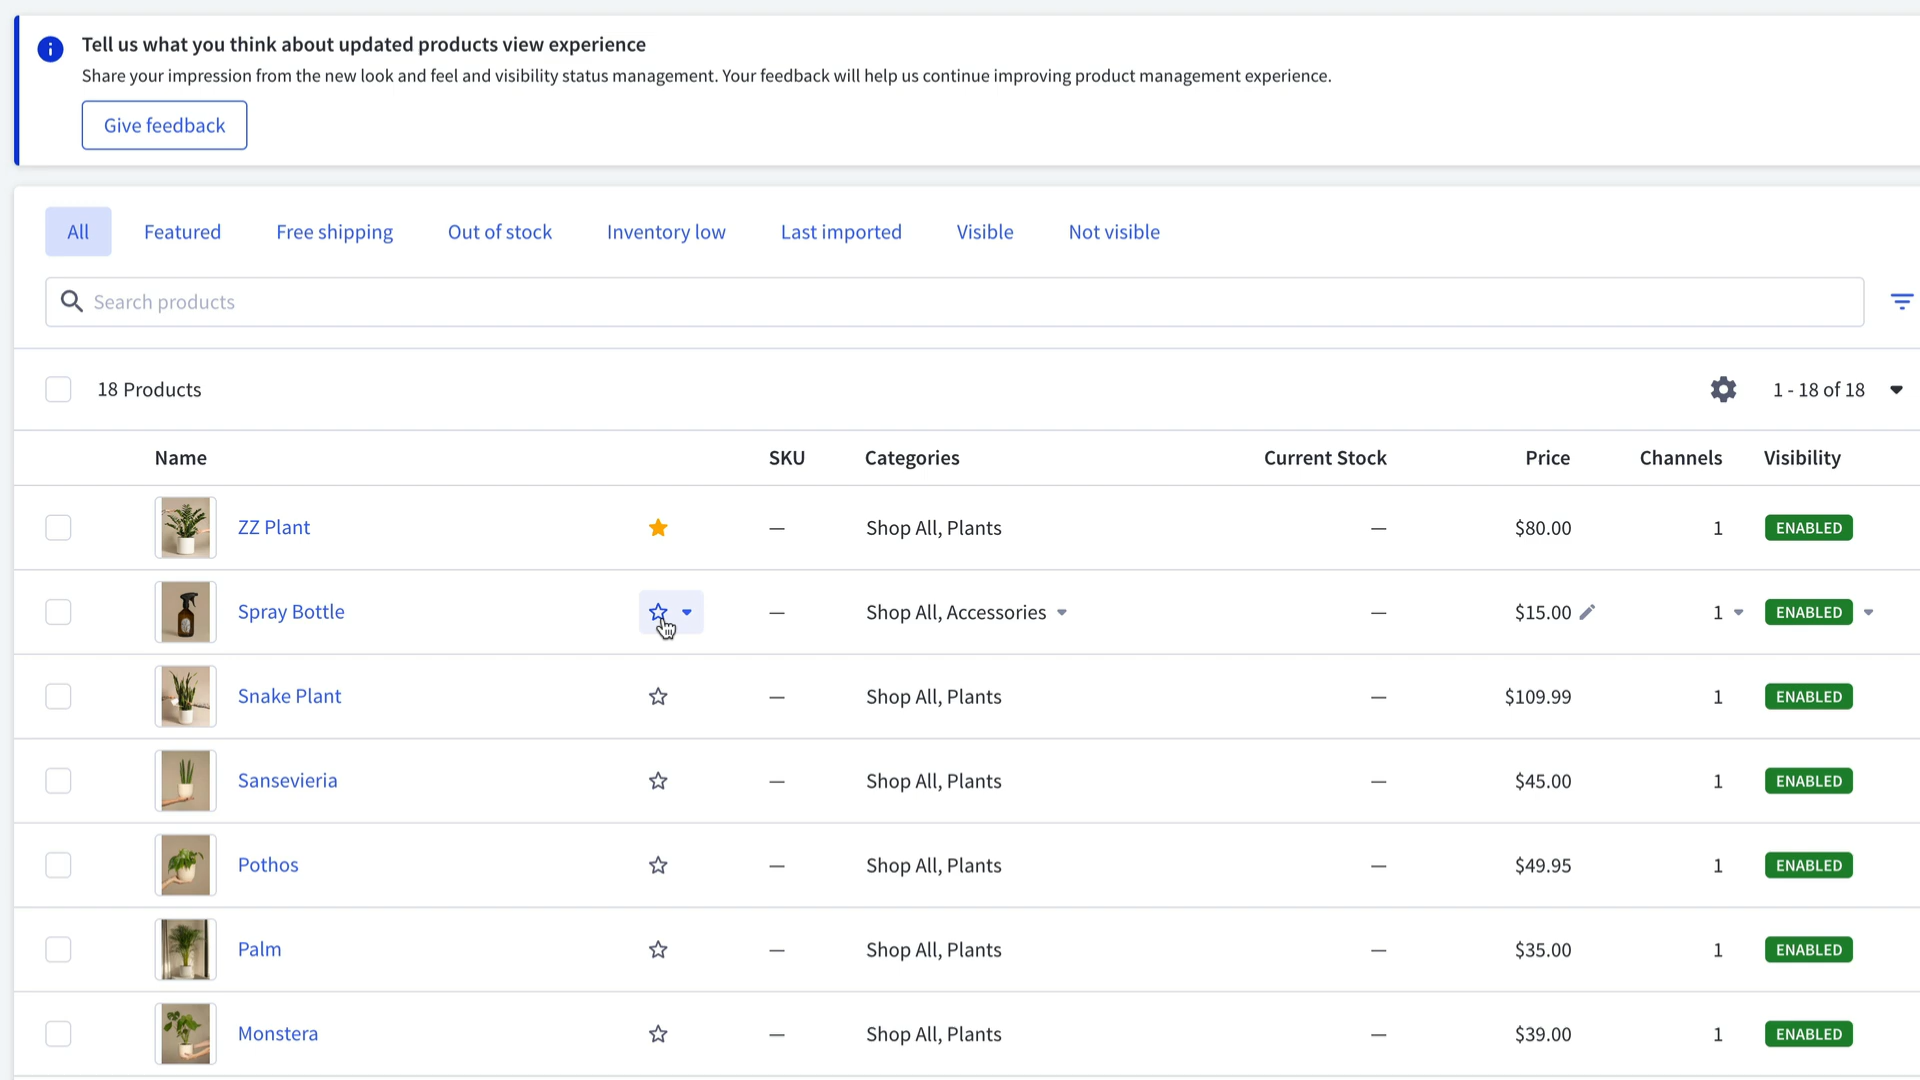 Tell us what you think about updated products view experience
Share your impression from the new look and feel and visibility status management. Your feedback will help us continue improving product management experience.
Give feedback
All Featured Free shipping Out of stock Inventory low Last imported Visible Not visible
Search products
18 Products 1 - 18 of 18
Name SKU Categories Current Stock Price Channels Visibility
ZZ Plant — Shop All, Plants — $80.00 1 ENABLED
Spray Bottle — Shop All, Accessories — $15.00 1 ENABLED
Snake Plant — Shop All, Plants — $109.99 1 ENABLED
Sansevieria — Shop All, Plants — $45.00 1 ENABLED
Pothos — Shop All, Plants — $49.95 1 ENABLED
Palm — Shop All, Plants — $35.00 1 ENABLED
Monstera — Shop All, Plants — $39.00 1 ENABLED